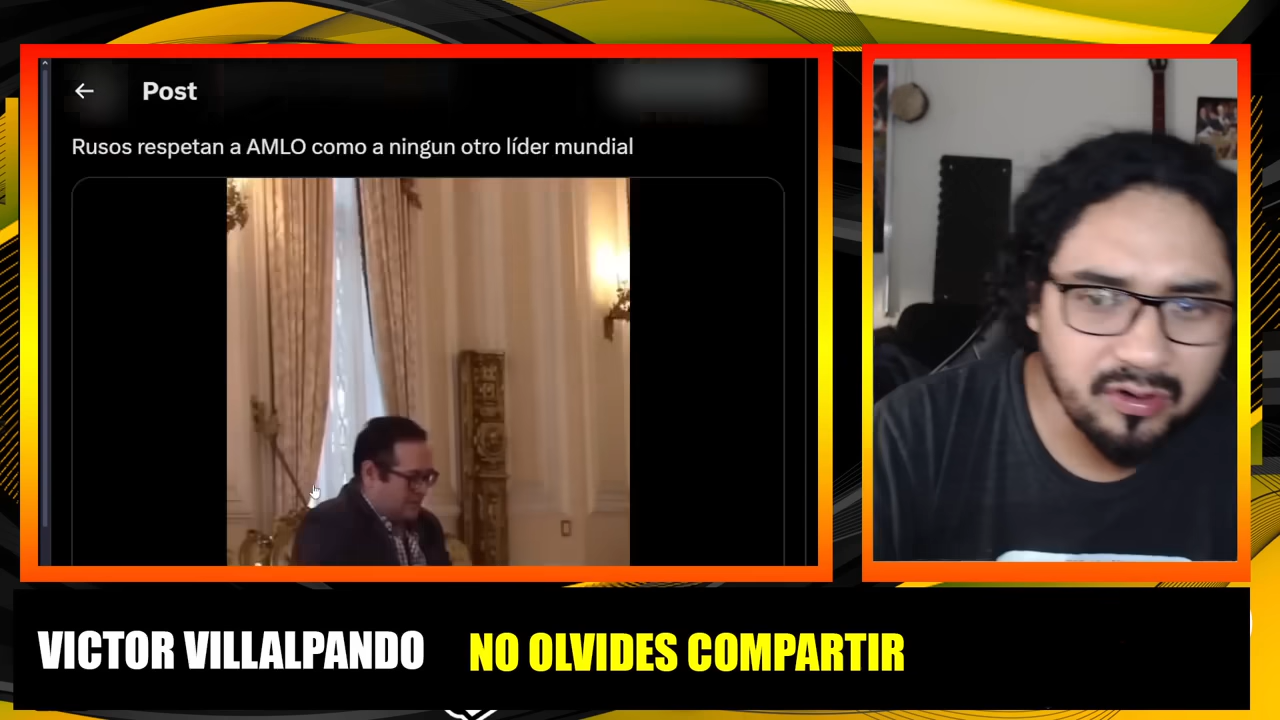 Post
Rusos respetan a AMLO como a ningun otro líder mundial
VICTOR VILLALPANDO
NO OLVIDES COMPARTIR